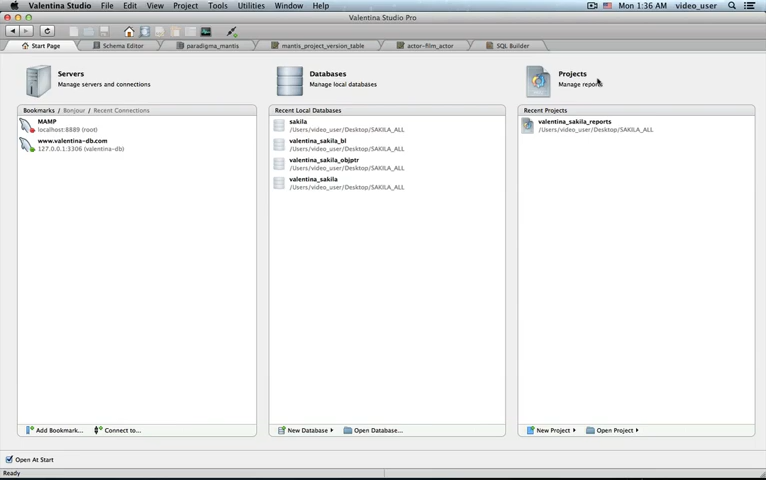 Valentina Studio File Edit View Project Tools Utilities Window Help Mon 1:36 AM video_user
Valentina Studio Pro
Start Page Schema Editor paradigma_mantis mantis_project_version_table actor-film_actor SQL Builder
Servers
Manage servers and connections
Databases
Manage local databases
Projects
Manage reports
Bookmarks / Bonjour / Recent Connections
MAMP
localhost:8889 (root)
www.valentina-db.com
127.0.0.1:3306 (valentina-db)
Recent Local Databases
sakila
/Users/video_user/Desktop/SAKILA_ALL
valentina_sakila_bl
/Users/video_user/Desktop/SAKILA_ALL
valentina_sakila_objptr
/Users/video_user/Desktop/SAKILA_ALL
valentina_sakila
/Users/video_user/Desktop/SAKILA_ALL
Recent Projects
valentina_sakila_reports
/Users/video_user/Desktop/SAKILA_ALL
Add Bookmark... Connect to...
New Database Open Database...
New Project Open Project
Open At Start
Ready